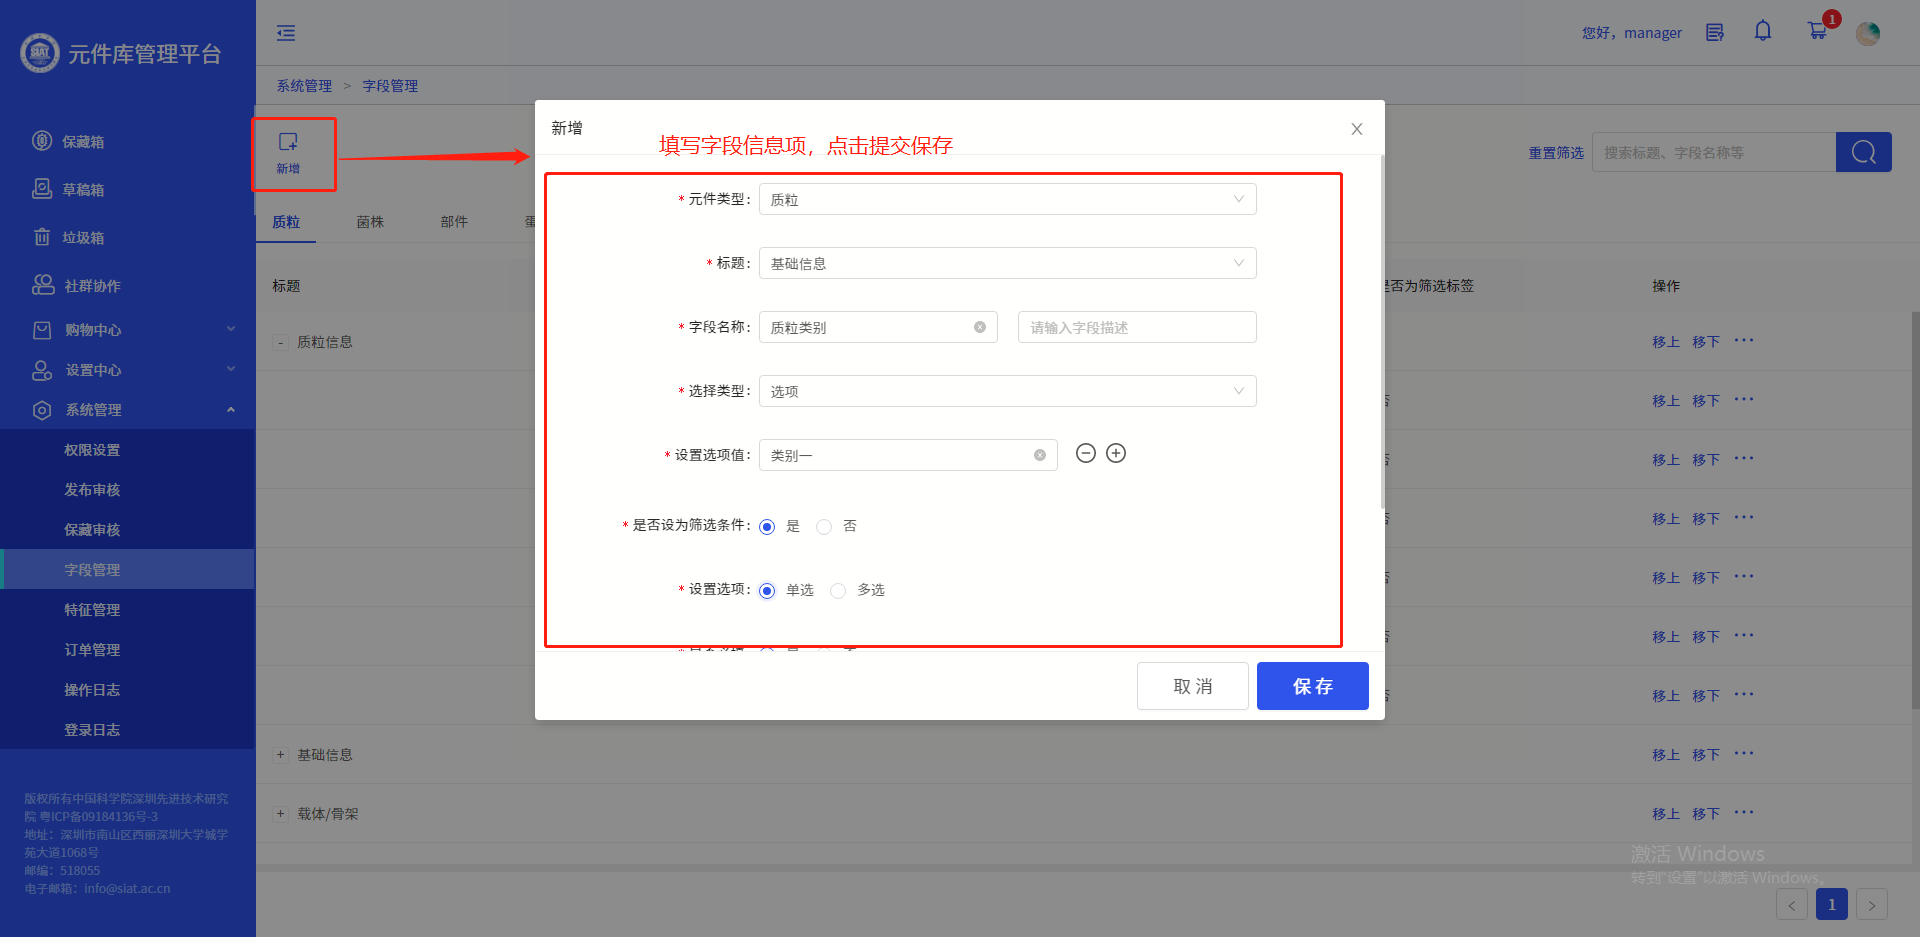 元件库管理平台
您好，manager
1
系统管理 > 字段管理
保藏箱
草稿箱
垃圾箱
社群协作
购物中心
设置中心
系统管理
权限设置
发布审核
保藏审核
字段管理
特征管理
订单管理
操作日志
登录日志
版权所有中国科学院深圳先进技术研究
院 粤ICP备09184136号-3
地址：深圳市南山区西丽深圳大学城学
苑大道1068号
邮编：518055
电子邮箱：info@siat.ac.cn
新增
重置筛选
搜索标题、字段名称等
质粒 菌株 部件
标题
是否为筛选标签
操作
- 质粒信息
移上 移下 ···
否 移上 移下 ···
否 移上 移下 ···
否 移上 移下 ···
否 移上 移下 ···
否 移上 移下 ···
否 移上 移下 ···
+ 基础信息 移上 移下 ···
+ 载体/骨架 移上 移下 ···
新增
填写字段信息项，点击提交保存
* 元件类型： 质粒
* 标题： 基础信息
* 字段名称： 质粒类别 请输入字段描述
* 选择类型： 选项
* 设置选项值： 类别一
* 是否设为筛选条件： 是 否
* 设置选项： 单选 多选
取 消
保 存
激活 Windows
转到"设置"以激活 Windows。
< 1 >